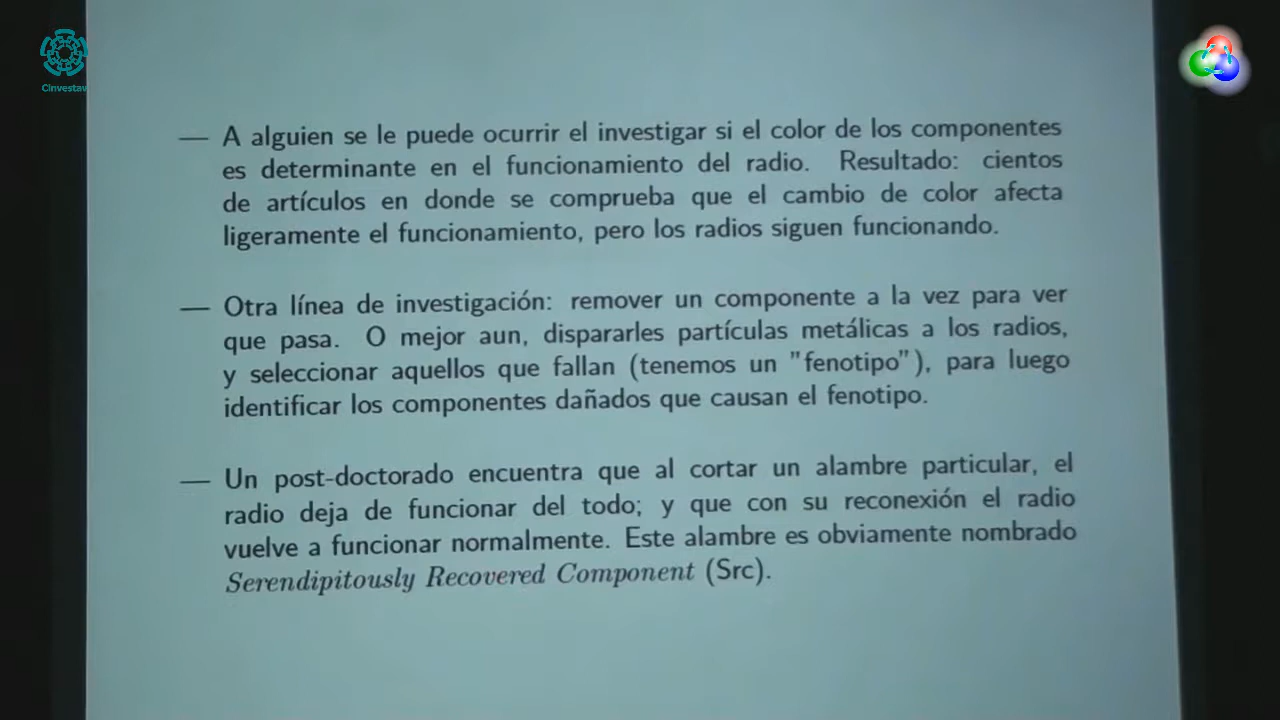 Cinvestav
— A alguien se le puede ocurrir el investigar si el color de los componentes
es determinante en el funcionamiento del radio. Resultado: cientos
de artículos en donde se comprueba que el cambio de color afecta
ligeramente el funcionamiento, pero los radios siguen funcionando.
— Otra línea de investigación: remover un componente a la vez para ver
que pasa. O mejor aun, dispararles partículas metálicas a los radios,
y seleccionar aquellos que fallan (tenemos un "fenotipo"), para luego
identificar los componentes dañados que causan el fenotipo.
— Un post-doctorado encuentra que al cortar un alambre particular, el
radio deja de funcionar del todo; y que con su reconexión el radio
vuelve a funcionar normalmente. Este alambre es obviamente nombrado
Serendipitously Recovered Component (Src).